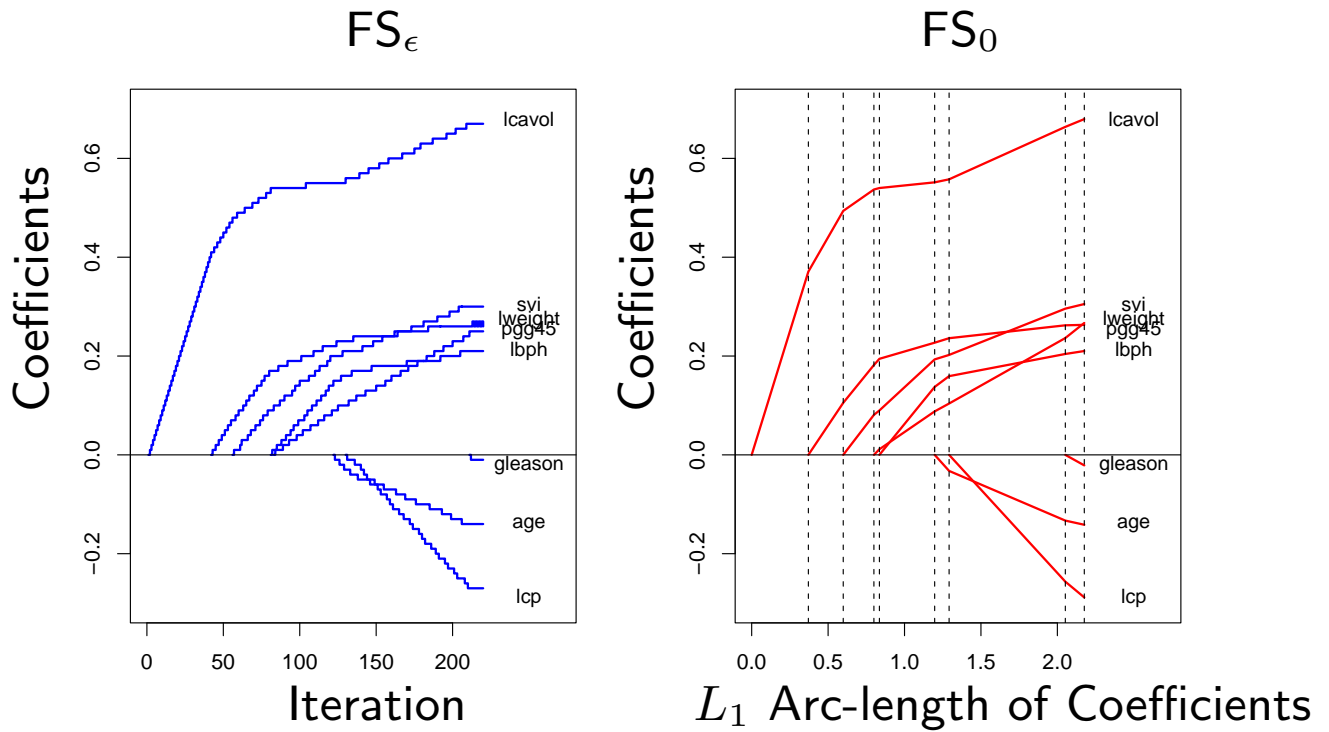 FS_ϵ
Coefficients
0.6
0.4
0.2
0.0
−0.2
lcavol
svi
lweight
pgg45
lbph
gleason
age
lcp
0 50 100 150 200
Iteration
FS_0
Coefficients
0.6
0.4
0.2
0.0
−0.2
lcavol
svi
lweight
pgg45
lbph
gleason
age
lcp
0.0 0.5 1.0 1.5 2.0
L_1 Arc-length of Coefficients